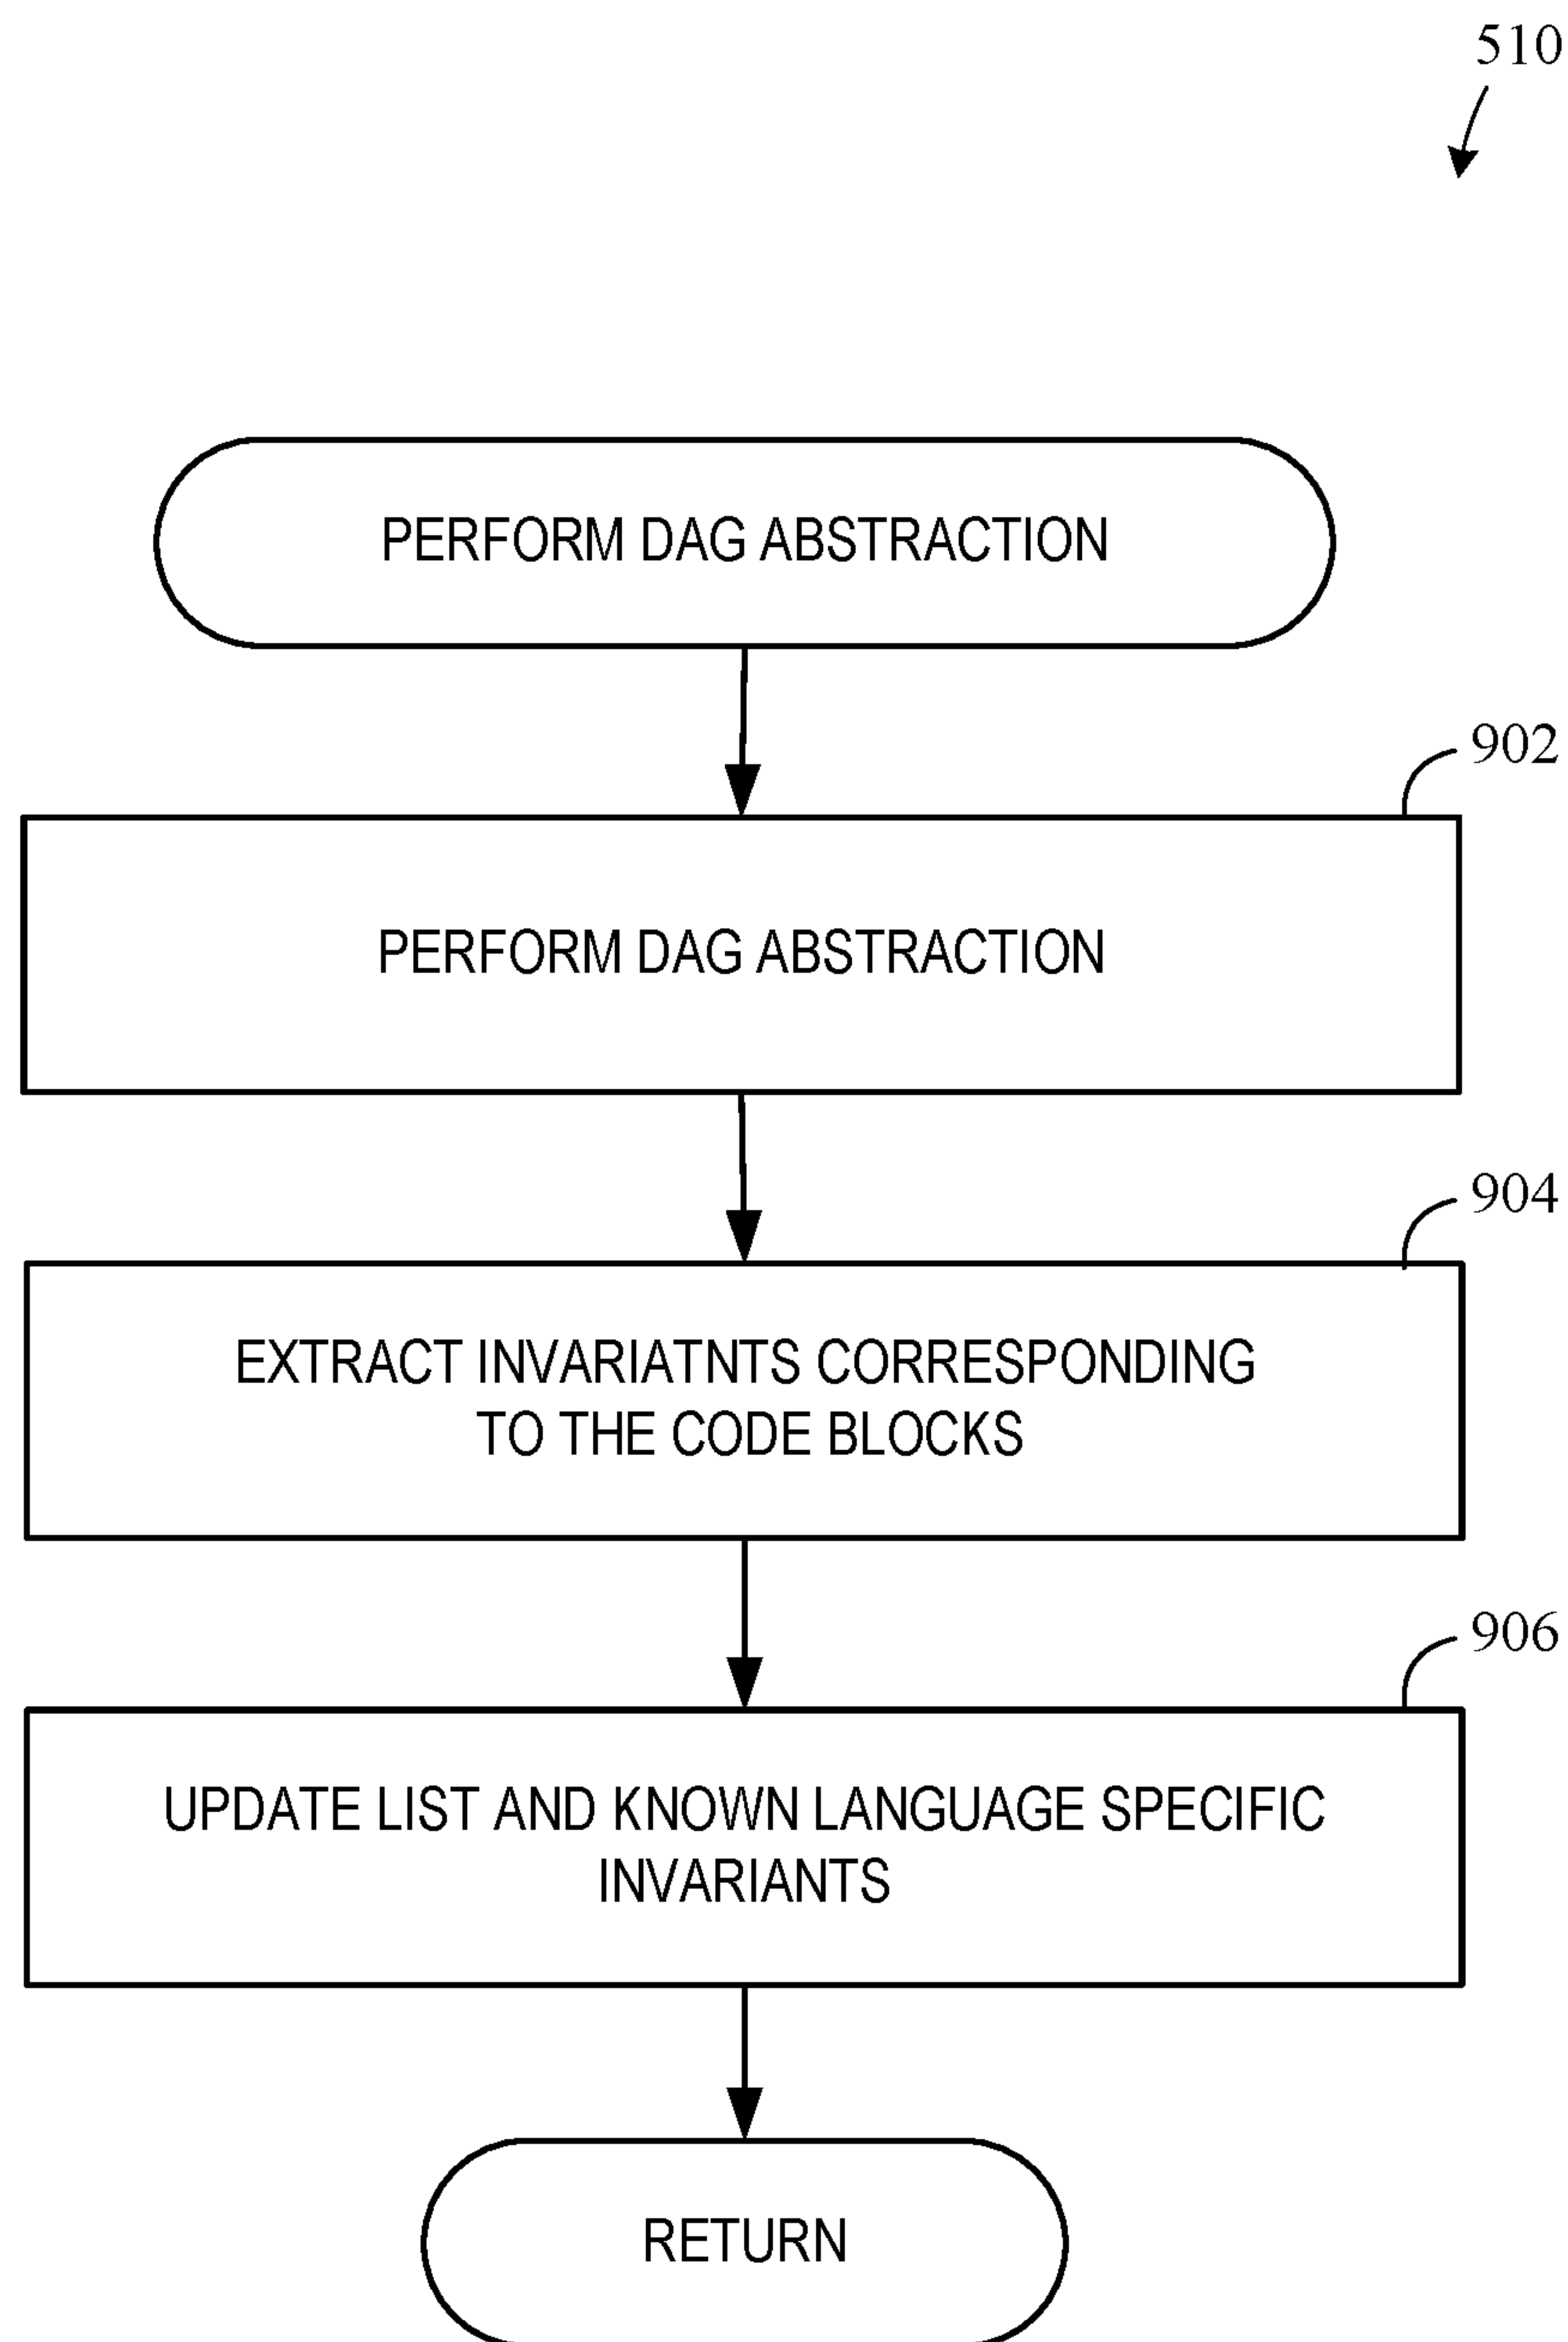 510
PERFORM DAG ABSTRACTION
902
PERFORM DAG ABSTRACTION
904
EXTRACT INVARIATNTS CORRESPONDING
TO THE CODE BLOCKS
906
UPDATE LIST AND KNOWN LANGUAGE SPECIFIC
INVARIANTS
RETURN